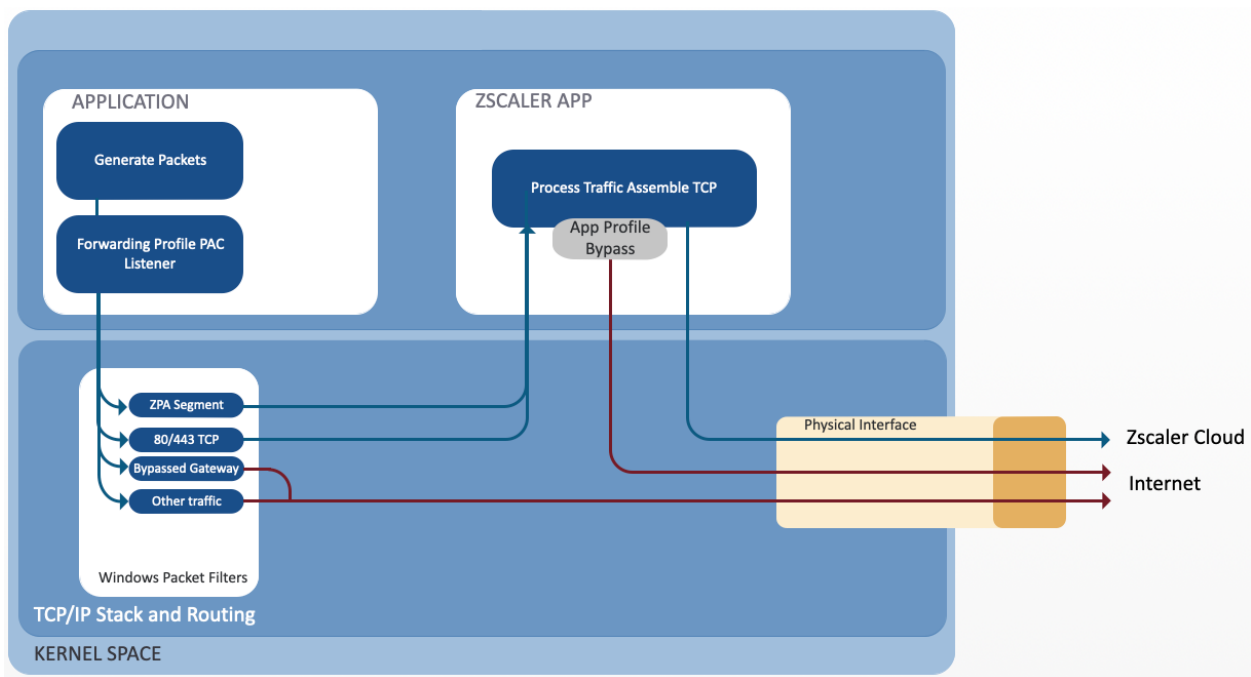 APPLICATION
Generate Packets
Forwarding Profile PAC
Listener
ZSCALER APP
Process Traffic Assemble TCP
App Profile
Bypass
ZPA Segment
80/443 TCP
Bypassed Gateway
Other traffic
Windows Packet Filters
TCP/IP Stack and Routing
KERNEL SPACE
Physical Interface
Zscaler Cloud
Internet